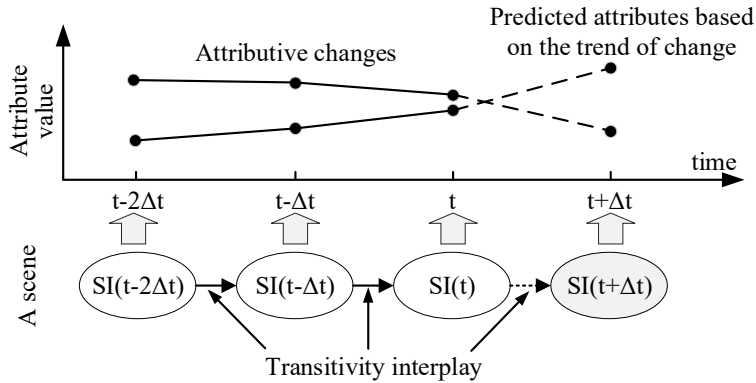 Predicted attributes based
on the trend of change
Attributive changes
Attribute
value
time
t-2Δt
t-Δt
t
t+Δt
A scene
SI(t-2Δt)
SI(t-Δt)
SI(t)
SI(t+Δt)
Transitivity interplay